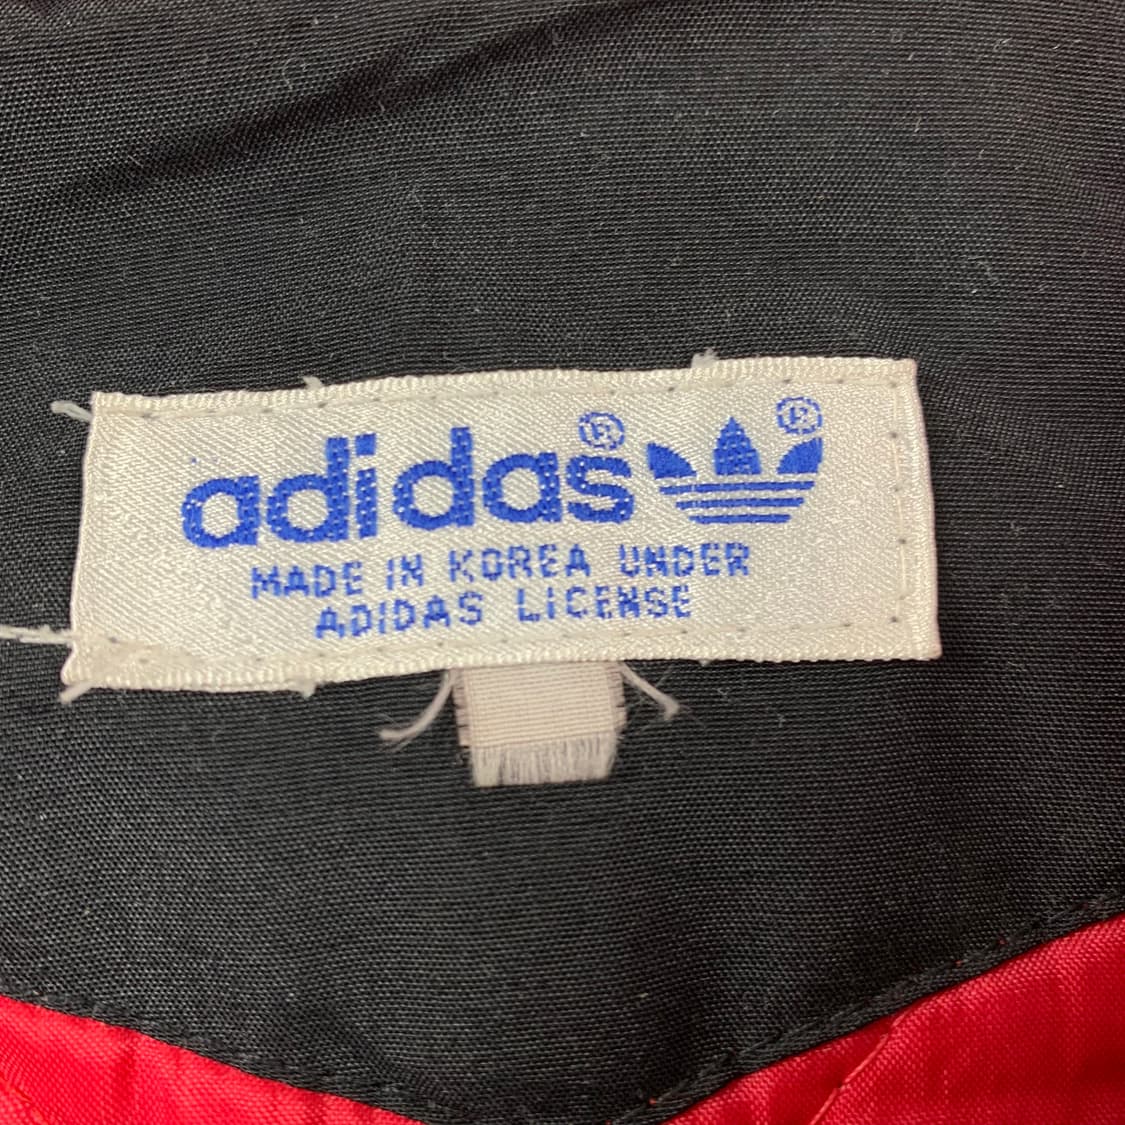 adidas®
®
MADE IN KOREA UNDER
ADIDAS LICENSE